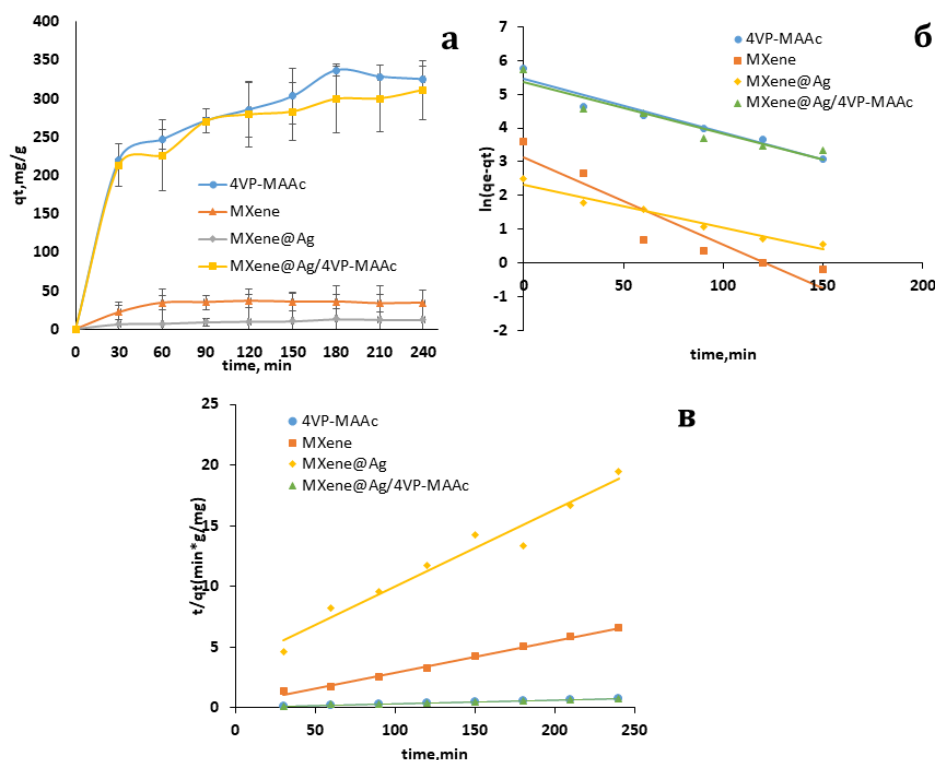 а
400
350
300
250
200
150
100
50
0
qt,mg/g
4VP-MAAc
MXene
MXene@Ag
MXene@Ag/4VP-MAAc
0 30 60 90 120 150 180 210 240
time, min
б
7
6
5
4
3
2
1
0
-1
-2
ln(qe-qt)
4VP-MAAc
MXene
MXene@Ag
MXene@Ag/4VP-MAAc
0 50 100 150 200
time,min
в
25
20
15
10
5
0
t/qt(min*g/mg)
4VP-MAAc
MXene
MXene@Ag
MXene@Ag/4VP-MAAc
0 50 100 150 200 250
time,min